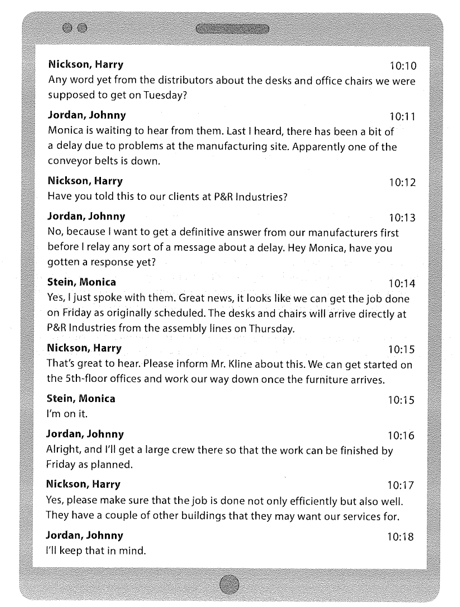 Nickson, Harry 10:10
Any word yet from the distributors about the desks and office chairs we were
supposed to get on Tuesday?
Jordan, Johnny 10:11
Monica is waiting to hear from them. Last I heard, there has been a bit of
a delay due to problems at the manufacturing site. Apparently one of the
conveyor belts is down.
Nickson, Harry 10:12
Have you told this to our clients at P&R Industries?
Jordan, Johnny 10:13
No, because I want to get a definitive answer from our manufacturers first
before I relay any sort of a message about a delay. Hey Monica, have you
gotten a response yet?
Stein, Monica 10:14
Yes, I just spoke with them. Great news, it looks like we can get the job done
on Friday as originally scheduled. The desks and chairs will arrive directly at
P&R Industries from the assembly lines on Thursday.
Nickson, Harry 10:15
That's great to hear. Please inform Mr. Kline about this. We can get started on
the 5th-floor offices and work our way down once the furniture arrives.
Stein, Monica 10:15
I'm on it.
Jordan, Johnny 10:16
Alright, and I'll get a large crew there so that the work can be finished by
Friday as planned.
Nickson, Harry 10:17
Yes, please make sure that the job is done not only efficiently but also well.
They have a couple of other buildings that they may want our services for.
Jordan, Johnny 10:18
I'll keep that in mind.